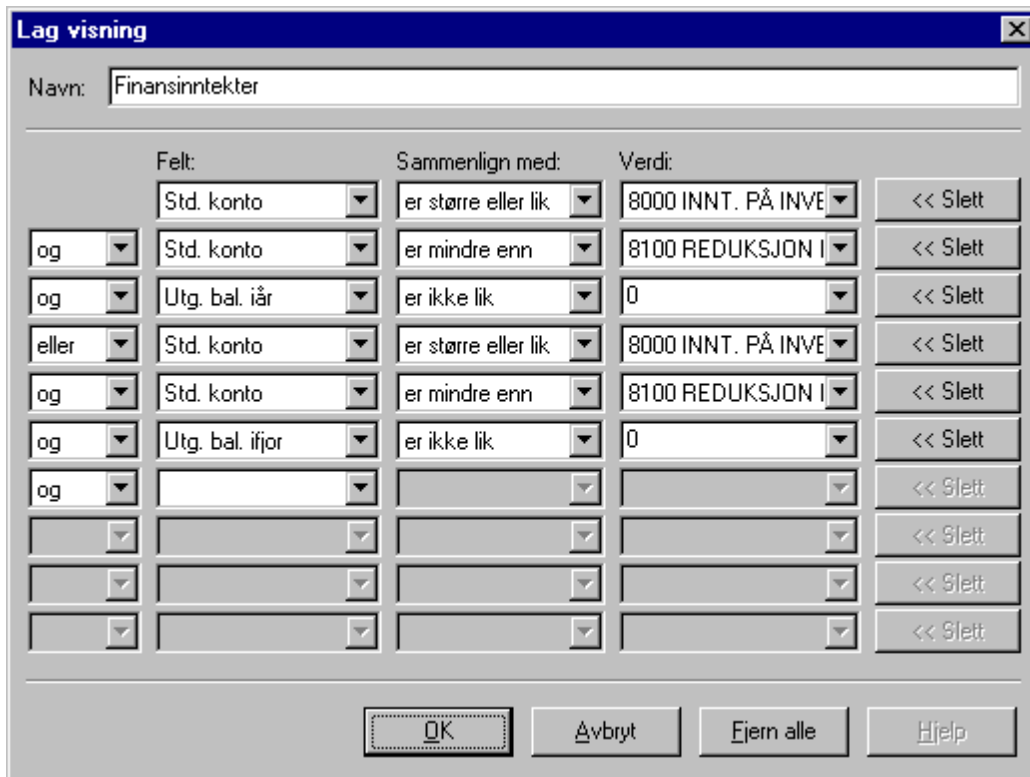 Lag visning
Navn: Finansinntekter
Felt: Sammenlign med: Verdi:
Std. konto er større eller lik 8000 INNT. PÅ INVE << Slett
og Std. konto er mindre enn 8100 REDUKSJON I << Slett
og Utg. bal. iår er ikke lik 0 << Slett
eller Std. konto er større eller lik 8000 INNT. PÅ INVE << Slett
og Std. konto er mindre enn 8100 REDUKSJON I << Slett
og Utg. bal. ifjor er ikke lik 0 << Slett
og << Slett
<< Slett
<< Slett
<< Slett
OK Avbryt Fjern alle Hjelp